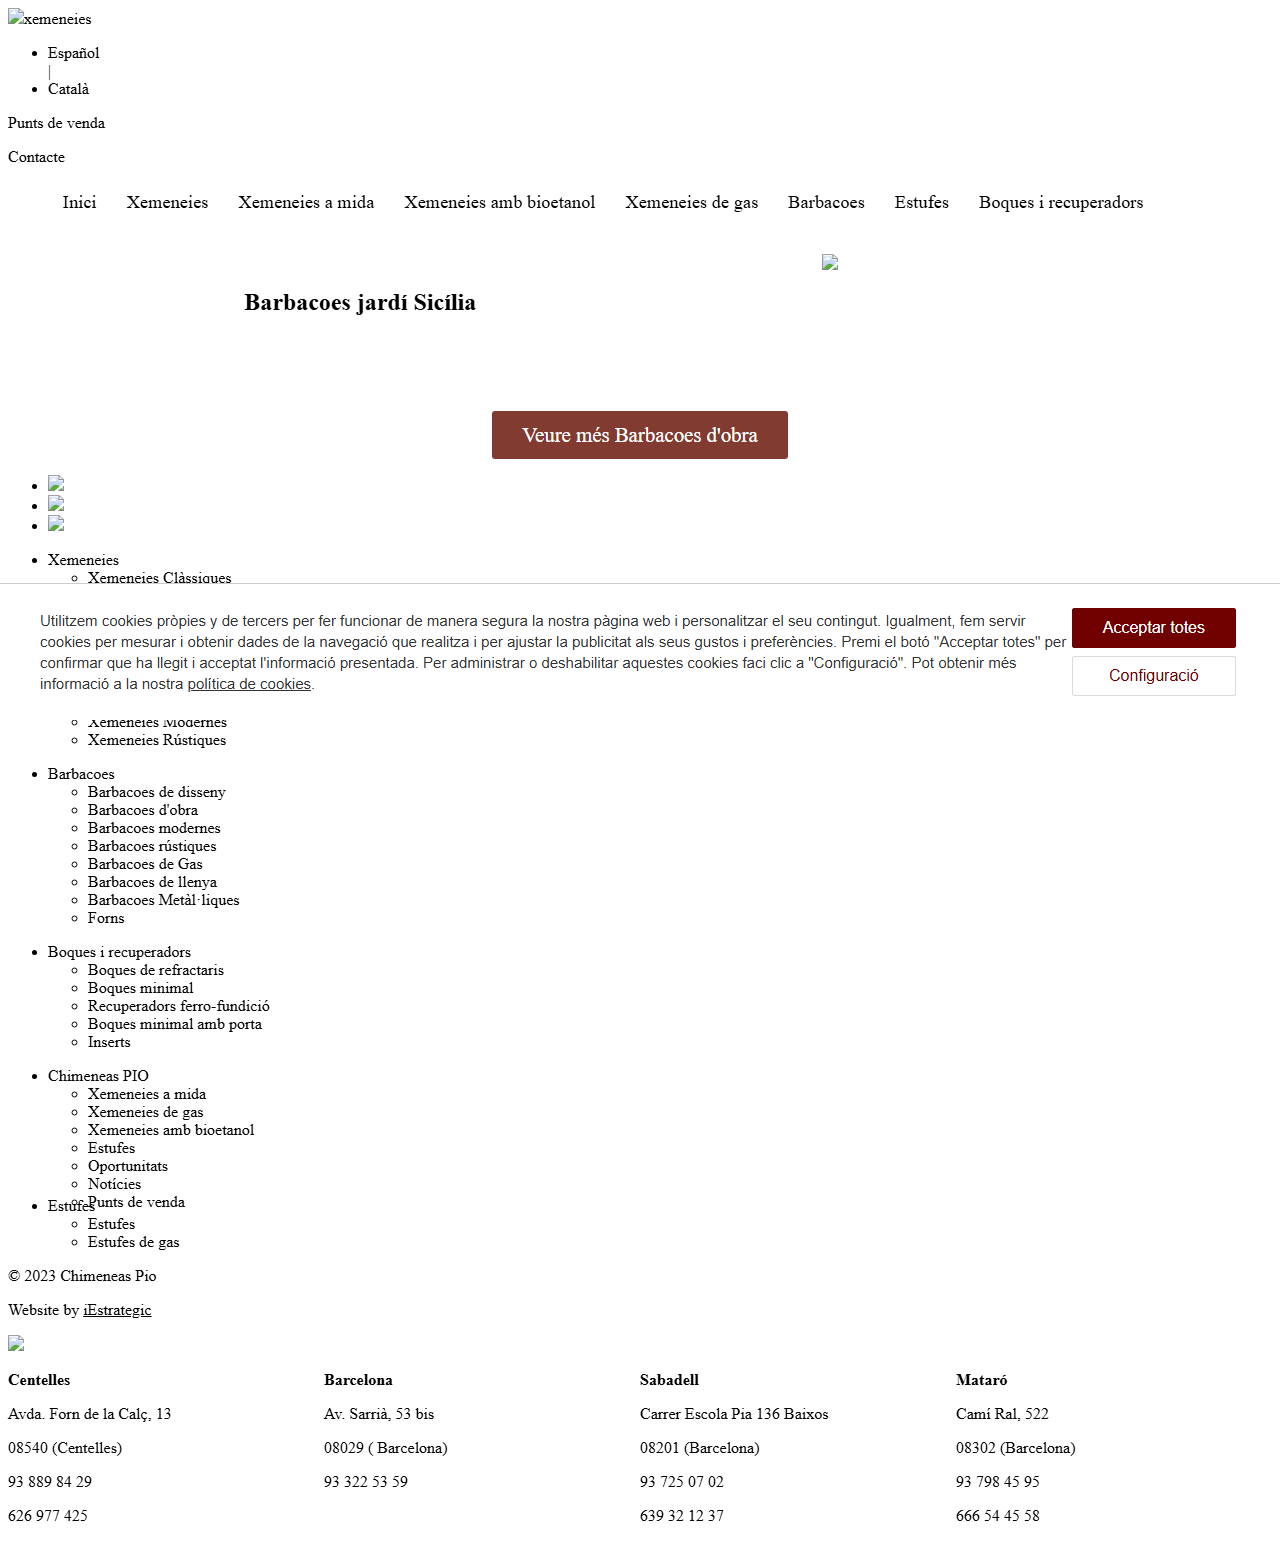 xemeneies
Español
|
Català
Punts de venda
Contacte
Inici Xemeneies Xemeneies a mida Xemeneies amb bioetanol Xemeneies de gas Barbacoes Estufes Boques i recuperadors
Barbacoes jardí Sicília
Veure més Barbacoes d'obra
Xemeneies
Xemeneies Clàssiques
Utilitzem cookies pròpies y de tercers per fer funcionar de manera segura la nostra pàgina web i personalitzar el seu contingut. Igualment, fem servir
cookies per mesurar i obtenir dades de la navegació que realitza i per ajustar la publicitat als seus gustos i preferències. Premi el botó "Acceptar totes" per
confirmar que ha llegit i acceptat l'informació presentada. Per administrar o deshabilitar aquestes cookies faci clic a "Configuració". Pot obtenir més
informació a la nostra política de cookies.
Acceptar totes
Configuració
Xemeneies Modernes
Xemeneies Rústiques
Barbacoes
Barbacoes de disseny
Barbacoes d'obra
Barbacoes modernes
Barbacoes rústiques
Barbacoes de Gas
Barbacoes de llenya
Barbacoes Metàl·liques
Forns
Boques i recuperadors
Boques de refractaris
Boques minimal
Recuperadors ferro-fundició
Boques minimal amb porta
Inserts
Chimeneas PIO
Xemeneies a mida
Xemeneies de gas
Xemeneies amb bioetanol
Estufes
Oportunitats
Notícies
Punts de venda
Estufes
Estufes
Estufes de gas
© 2023 Chimeneas Pio
Website by iEstrategic
Centelles
Avda. Forn de la Calç, 13
08540 (Centelles)
93 889 84 29
626 977 425
Barcelona
Av. Sarrià, 53 bis
08029 ( Barcelona)
93 322 53 59
Sabadell
Carrer Escola Pia 136 Baixos
08201 (Barcelona)
93 725 07 02
639 32 12 37
Mataró
Camí Ral, 522
08302 (Barcelona)
93 798 45 95
666 54 45 58